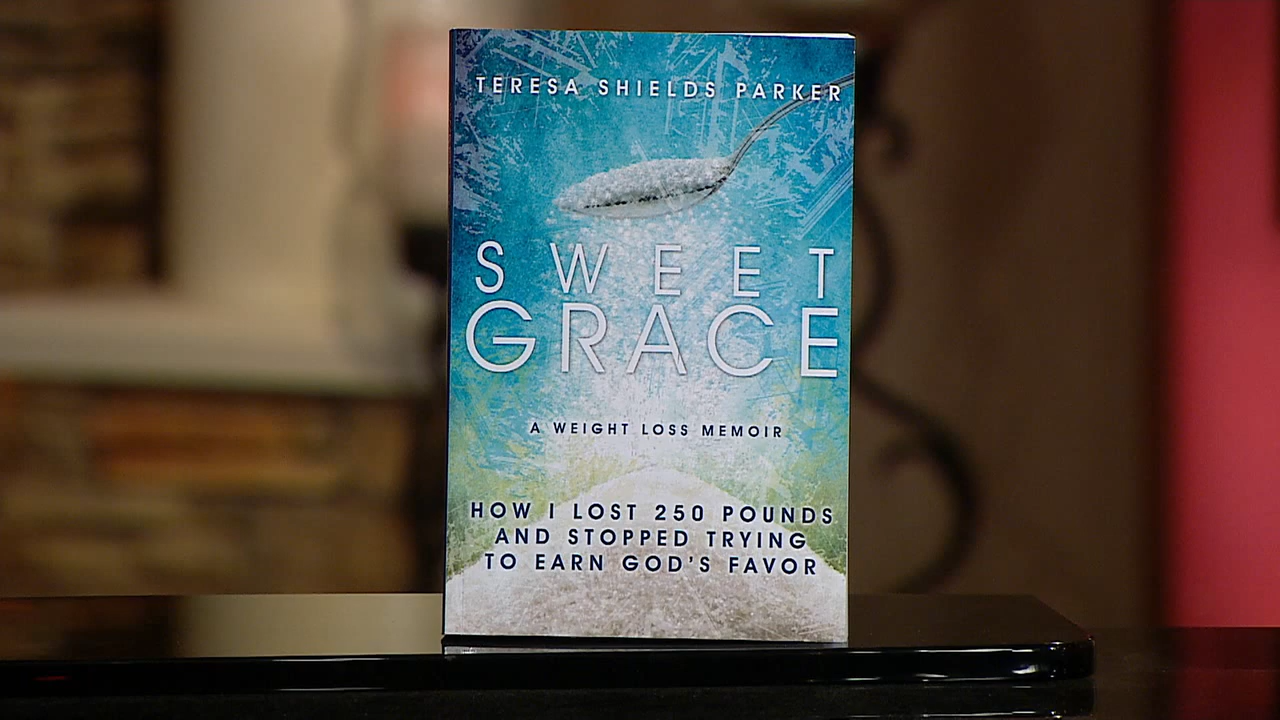 TERESA SHIELDS PARKER
SWEET
GRACE
A WEIGHT LOSS MEMOIR
HOW I LOST 250 POUNDS
AND STOPPED TRYING
TO EARN GOD'S FAVOR